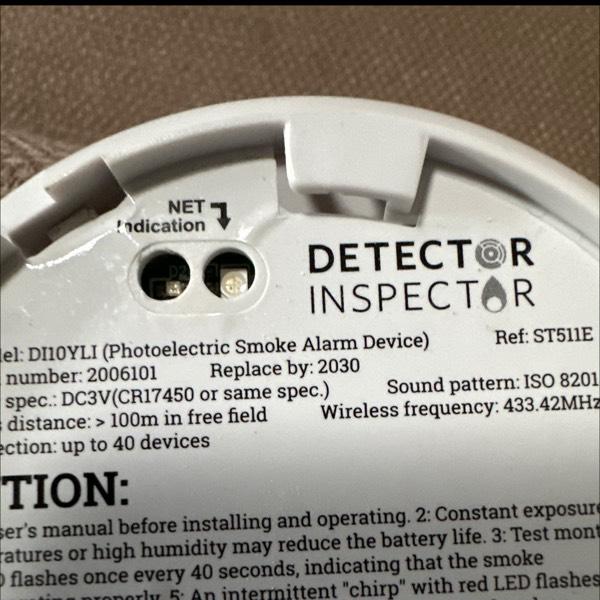 NET
Indication
DETECTOR
INSPECTOR
el: DI10YLI (Photoelectric Smoke Alarm Device) Ref: ST511E
number: 2006101 Replace by: 2030
spec.: DC3V(CR17450 or same spec.) Sound pattern: ISO 8201
distance: > 100m in free field Wireless frequency: 433.42MHz
ection: up to 40 devices
TION:
ser's manual before installing and operating. 2: Constant exposure
ratures or high humidity may reduce the battery life. 3: Test mont
D flashes once every 40 seconds, indicating that the smoke
properly. 5: An intermittent "chirp" with red LED flashes